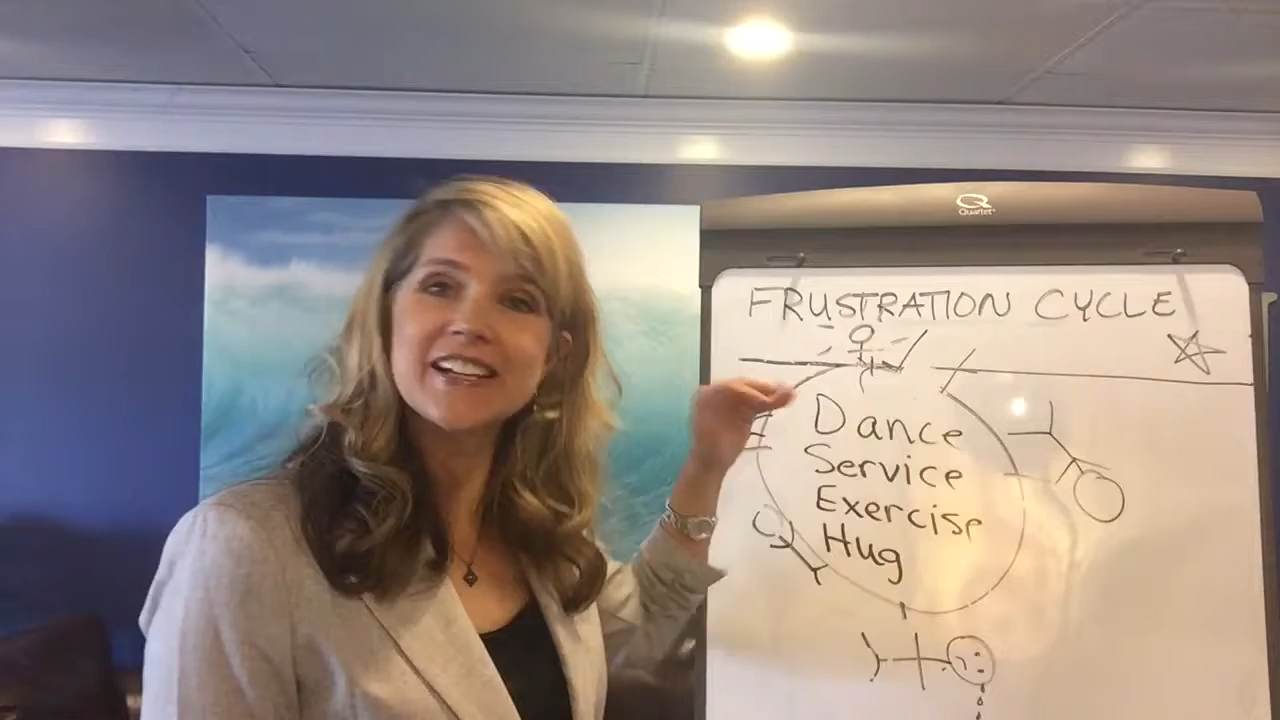 Quartet
FRUSTRATION CYCLE
Dance
Service
Exercise
Hug